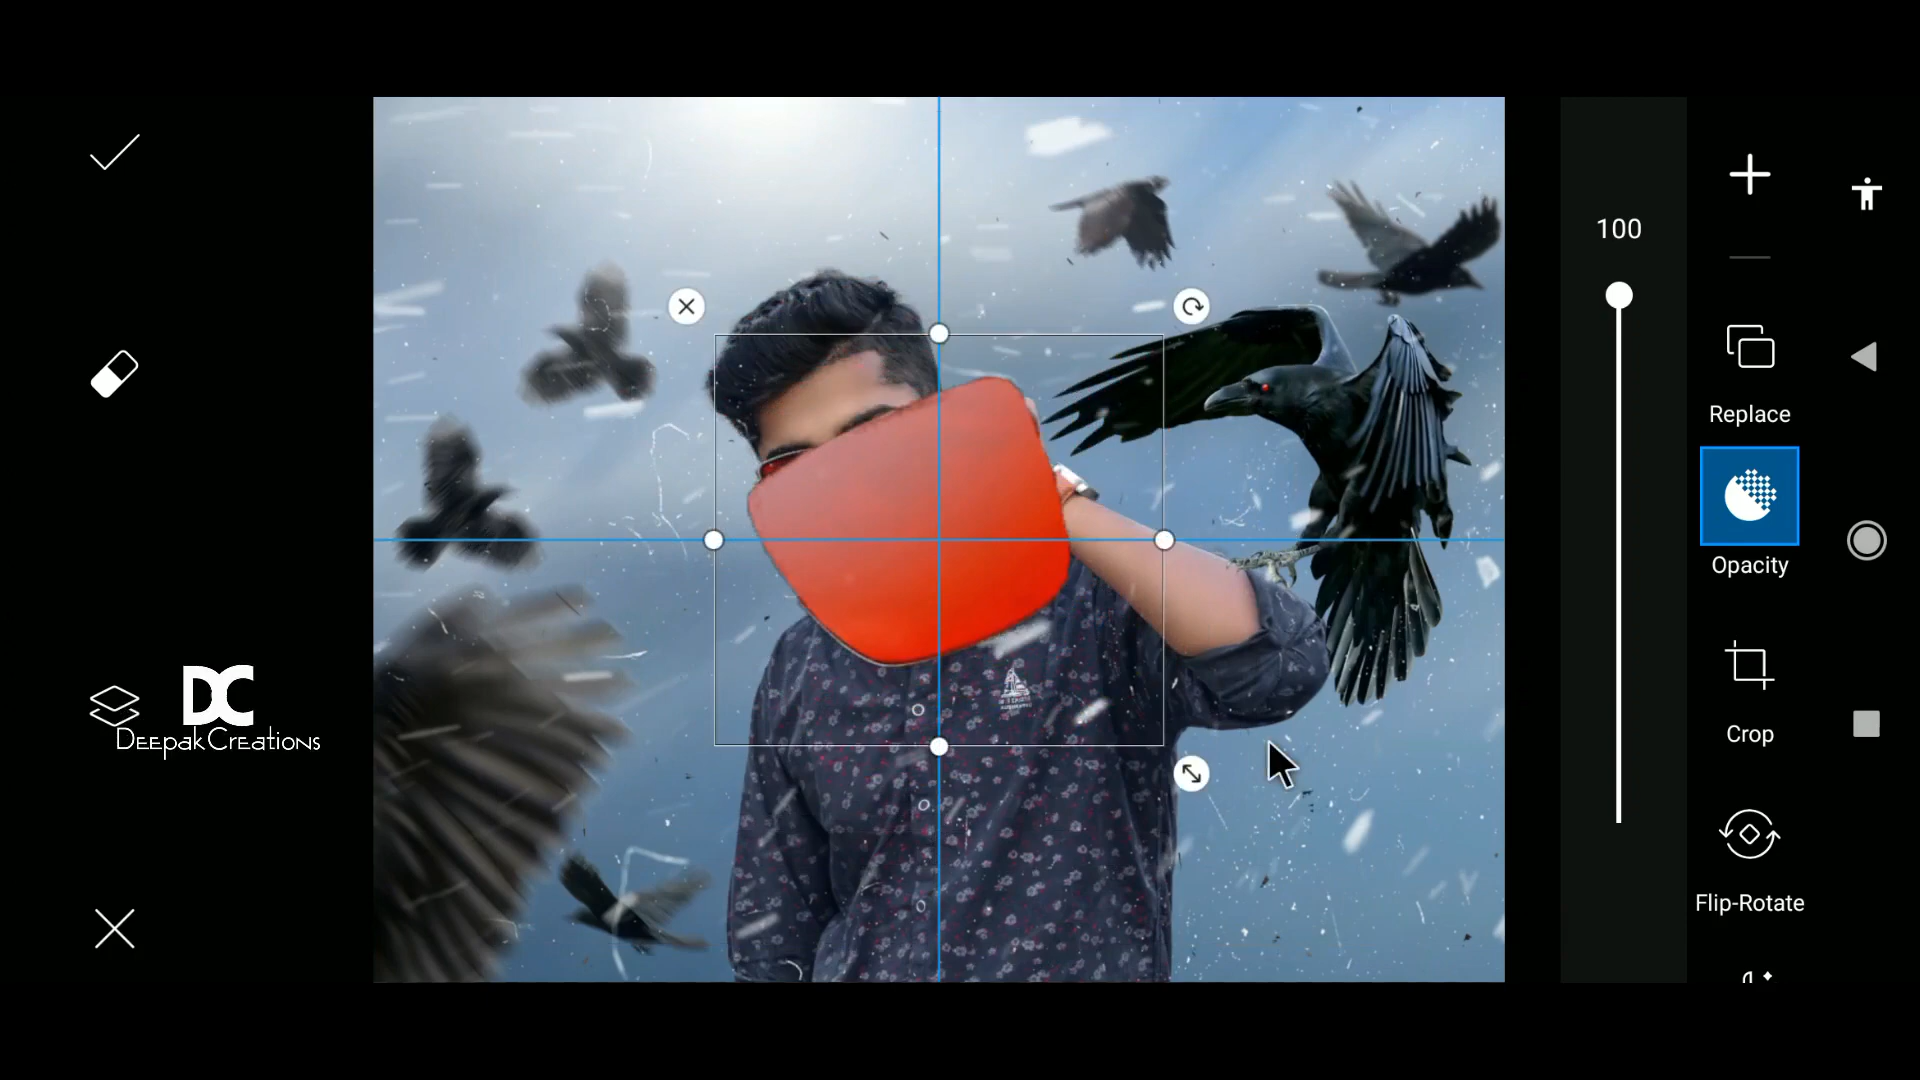 100
Replace
Opacity
Crop
Flip-Rotate
DC
DeepakCreations